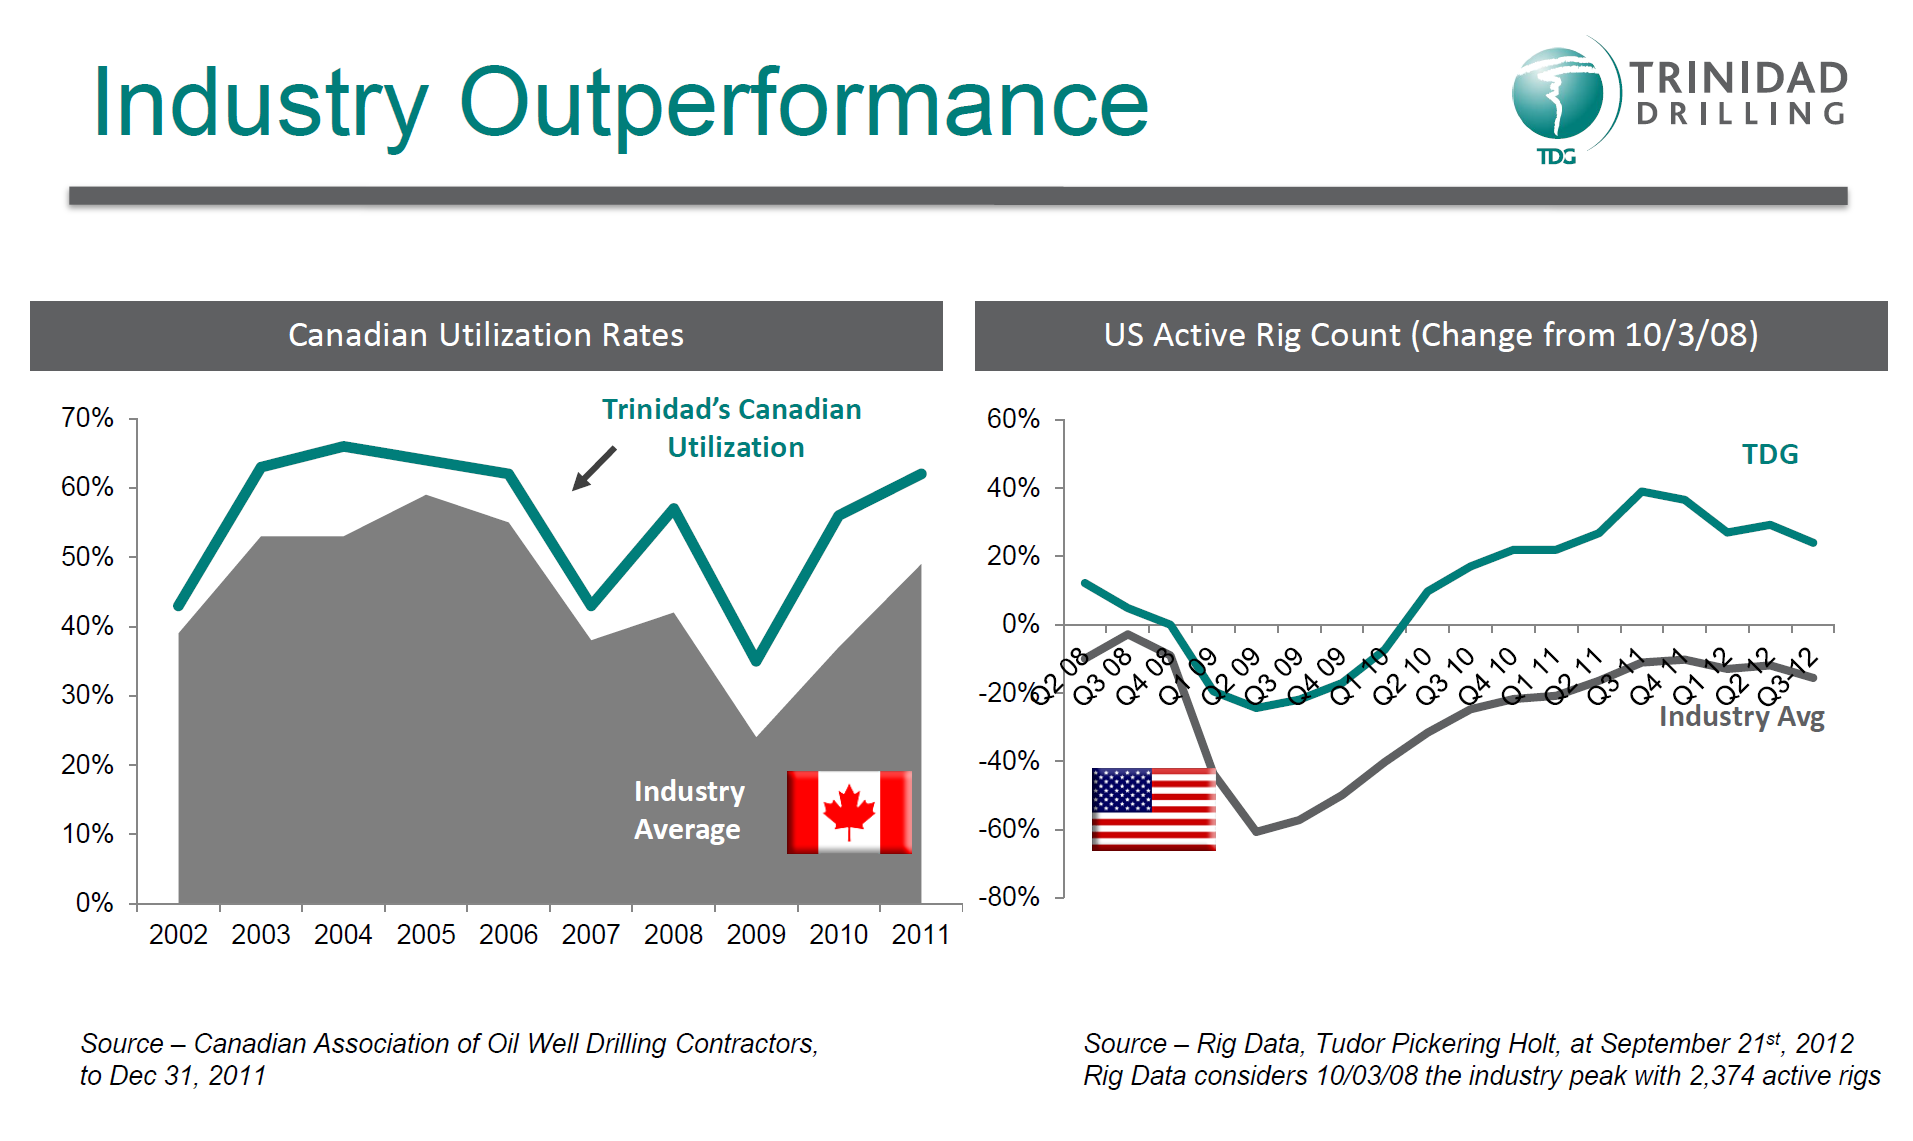 Industry Outperformance
TRINIDAD
DRILLING
TDG
Canadian Utilization Rates
70%
60%
50%
40%
30%
20%
10%
0%
Trinidad’s Canadian
Utilization
Industry
Average
2002 2003 2004 2005 2006 2007 2008 2009 2010 2011
Source – Canadian Association of Oil Well Drilling Contractors,
to Dec 31, 2011
US Active Rig Count (Change from 10/3/08)
60%
40%
20%
0%
-20%
-40%
-60%
-80%
TDG
Q2 08 Q3 08 Q4 08 Q1 09 Q2 09 Q3 09 Q4 09 Q1 10 Q2 10 Q3 10 Q4 10 Q1 11 Q2 11 Q3 11 Q4 11 Q1 12 Q2 12 Q3-12
Industry Avg
Source – Rig Data, Tudor Pickering Holt, at September 21st, 2012
Rig Data considers 10/03/08 the industry peak with 2,374 active rigs